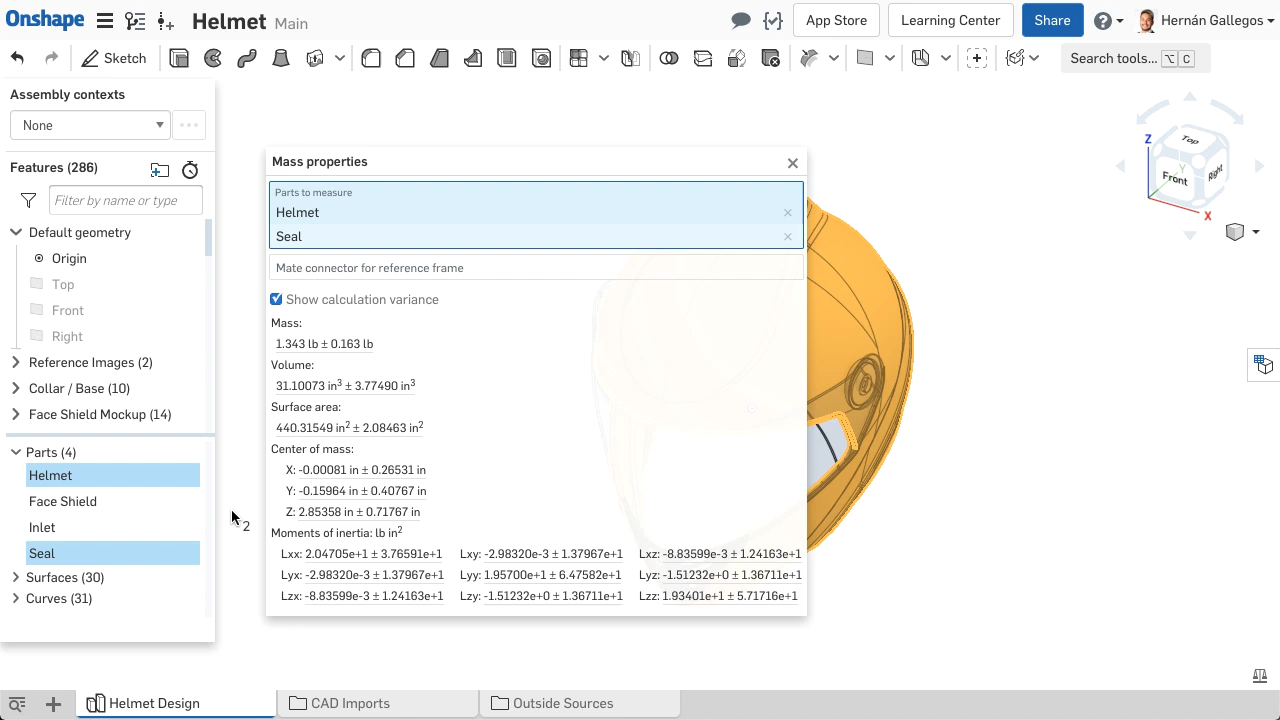 Onshape Helmet Main App Store Learning Center Share Hernán Gallegos
Sketch Search tools... ⌥ C
Assembly contexts
None
Features (286)
Filter by name or type
Default geometry
Origin
Top
Front
Right
Reference Images (2)
Collar / Base (10)
Face Shield Mockup (14)
Parts (4)
Helmet
Face Shield
Inlet
Seal
Surfaces (30)
Curves (31)
2
Mass properties
Parts to measure
Helmet
Seal
Mate connector for reference frame
Show calculation variance
Mass:
1.343 lb ± 0.163 lb
Volume:
31.10073 in³ ± 3.77490 in³
Surface area:
440.31549 in² ± 2.08463 in²
Center of mass:
X: -0.00081 in ± 0.26531 in
Y: -0.15964 in ± 0.40767 in
Z: 2.85358 in ± 0.71767 in
Moments of inertia: lb in²
Lxx: 2.04705e+1 ± 3.76591e+1 Lxy: -2.98320e-3 ± 1.37967e+1 Lxz: -8.83599e-3 ± 1.24163e+1
Lyx: -2.98320e-3 ± 1.37967e+1 Lyy: 1.95700e+1 ± 6.47582e+1 Lyz: -1.51232e+0 ± 1.36711e+1
Lzx: -8.83599e-3 ± 1.24163e+1 Lzy: -1.51232e+0 ± 1.36711e+1 Lzz: 1.93401e+1 ± 5.71716e+1
Z
Top
Y
Front
Right
X
Helmet Design CAD Imports Outside Sources